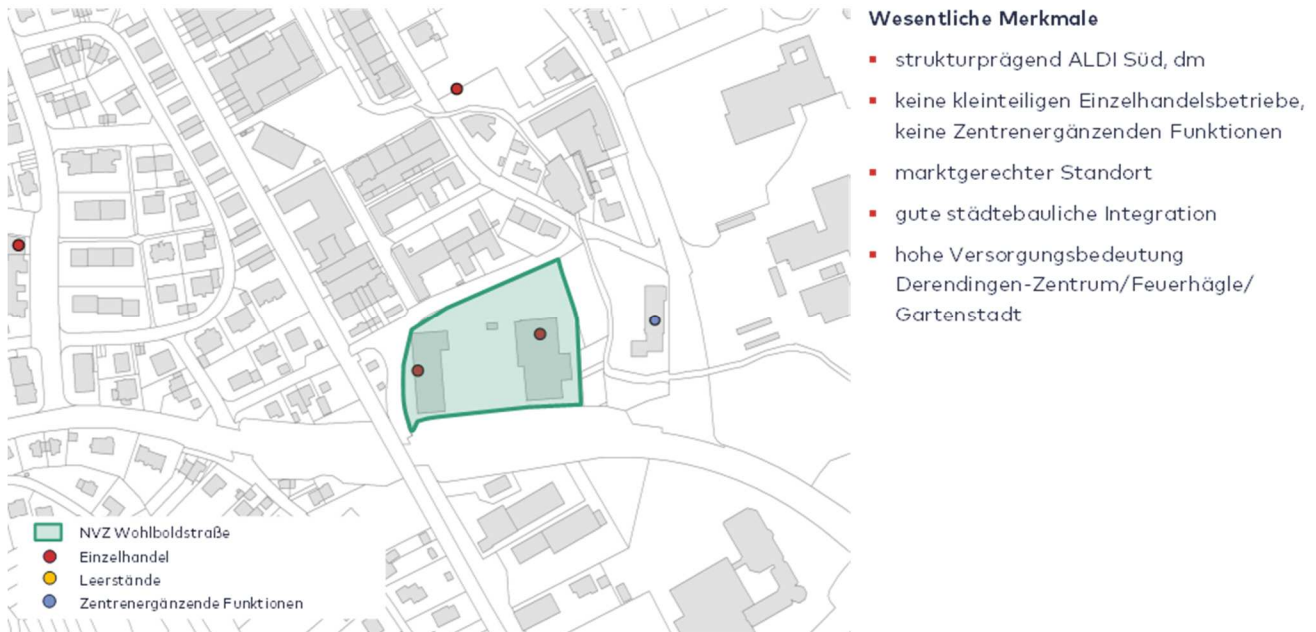 Wesentliche Merkmale
▪ strukturprägend ALDI Süd, dm
▪ keine kleinteiligen Einzelhandelsbetriebe,
keine Zentrenergänzenden Funktionen
▪ marktgerechter Standort
▪ gute städtebauliche Integration
▪ hohe Versorgungsbedeutung
Derendingen-Zentrum/Feuerhägle/
Gartenstadt
NVZ Wohlboldstraße
Einzelhandel
Leerstände
Zentrenergänzende Funktionen